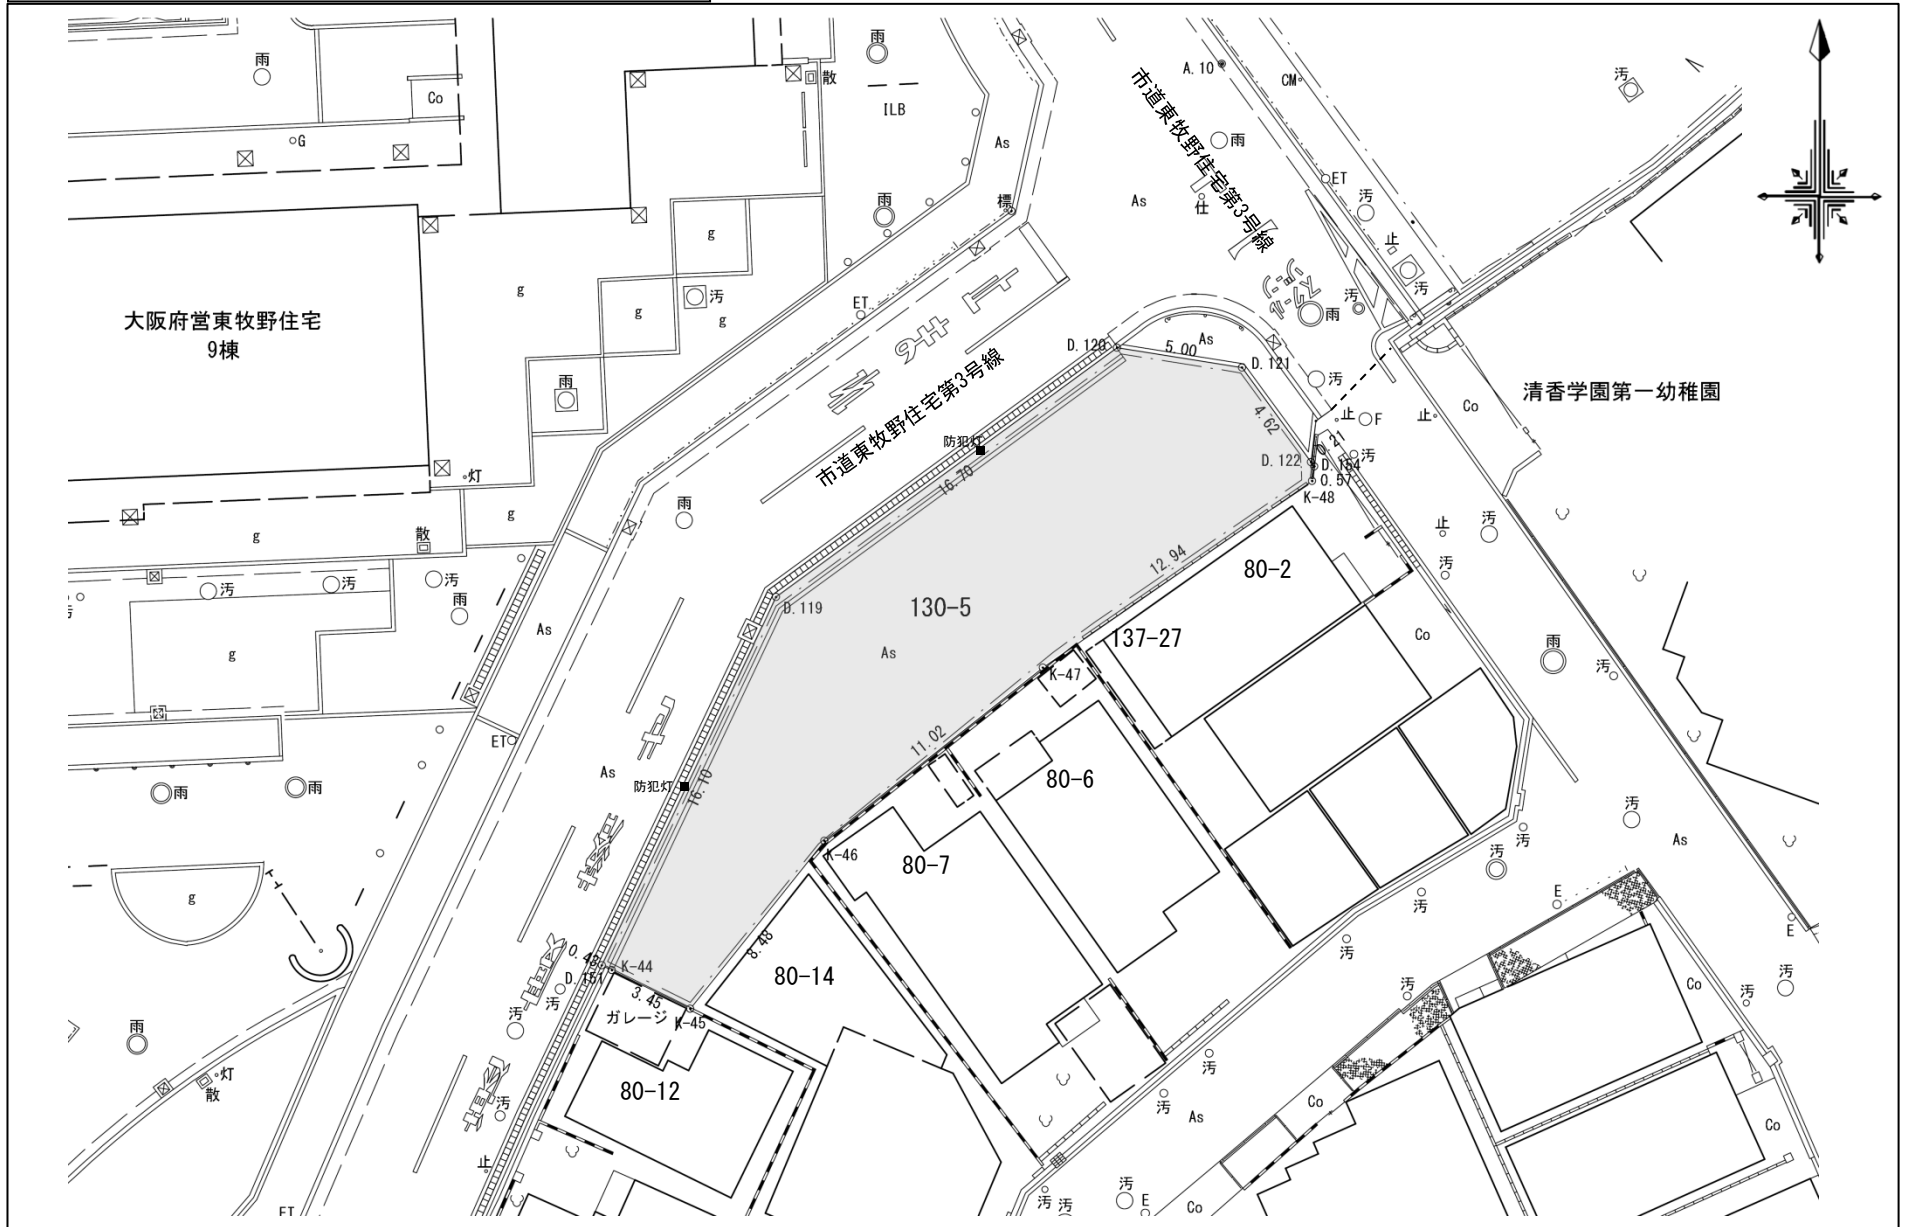 雨
雨
散
A.10
CM
汚
Co
ILB
G
As
雨
市道東牧野住宅第3号線
ET
雨
標
As
仕
汚
g
止
g
汚
g
汚
ET
汚
雨
g
g
大阪府営東牧野住宅
9棟
D.120
5.00
As
D.121
雨
市道東牧野住宅第3号線
汚
清香学園第一幼稚園
4.62
止
F
止
Co
防犯灯
D.122
汚
D.154
0.57
灯
16.70
K-48
雨
g
汚
g
散
止
12.94
80-2
汚
汚
汚
汚
汚
雨
D.119
130-5
As
137-27
Co
雨
g
As
K-47
汚
ET
11.02
As
80-6
防犯灯
16.10
雨
雨
汚
汚
As
K-46
80-7
汚
g
汚
E
8.48
E
K-44
D.151
80-14
汚
汚
3.45
汚
汚
Co
汚
ガレージ
K-45
汚
雨
汚
灯
散
80-12
汚
汚
汚
As
Co
Co
止
汚
汚
汚
E
Co
ET